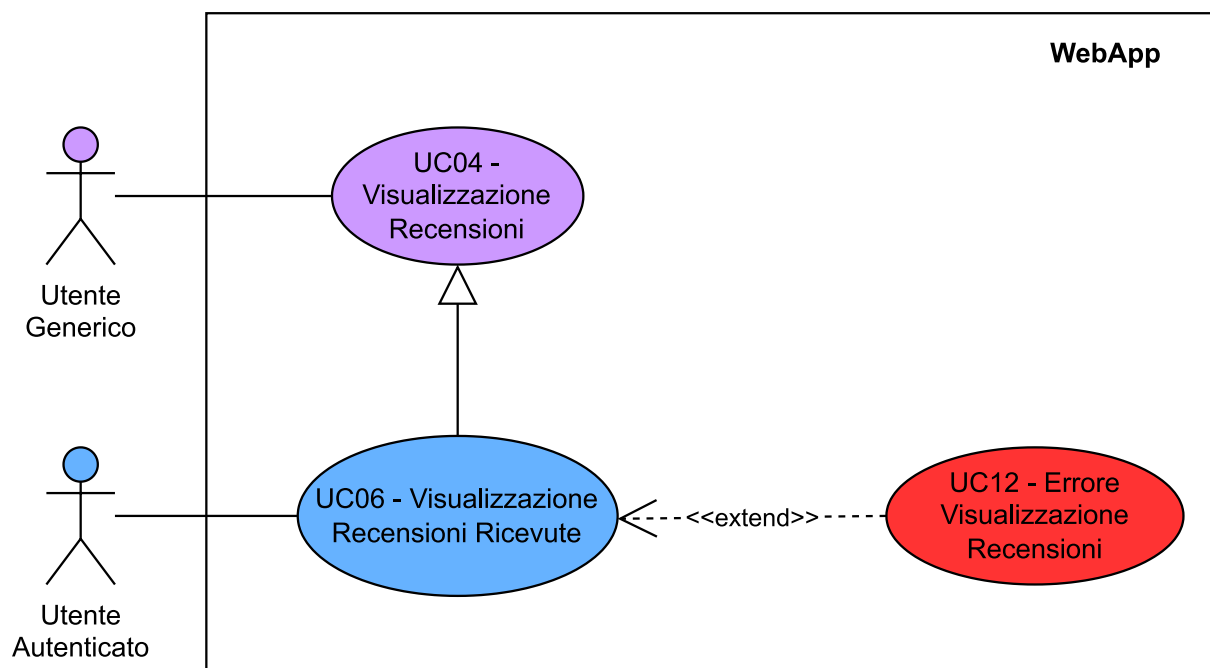 WebApp
UC04 -
Visualizzazione
Recensioni
Utente
Generico
UC06 - Visualizzazione
Recensioni Ricevute
<<extend>>
UC12 - Errore
Visualizzazione
Recensioni
Utente
Autenticato